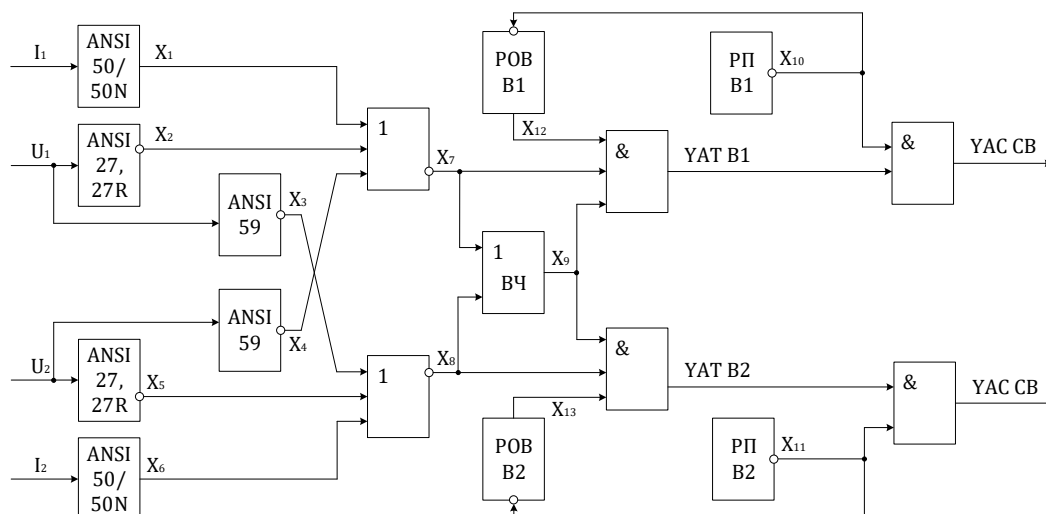 I1
ANSI
50/
50N
X1
РОВ
В1
РП
В1
X10
X12
U1
ANSI
27,
27R
X2
1
X7
&
YAT B1
&
YAC CB
ANSI
59
X3
1
ВЧ
X9
ANSI
59
X4
U2
ANSI
27,
27R
X5
1
X8
&
YAT B2
&
YAC CB
X13
I2
ANSI
50/
50N
X6
РОВ
В2
РП
В2
X11